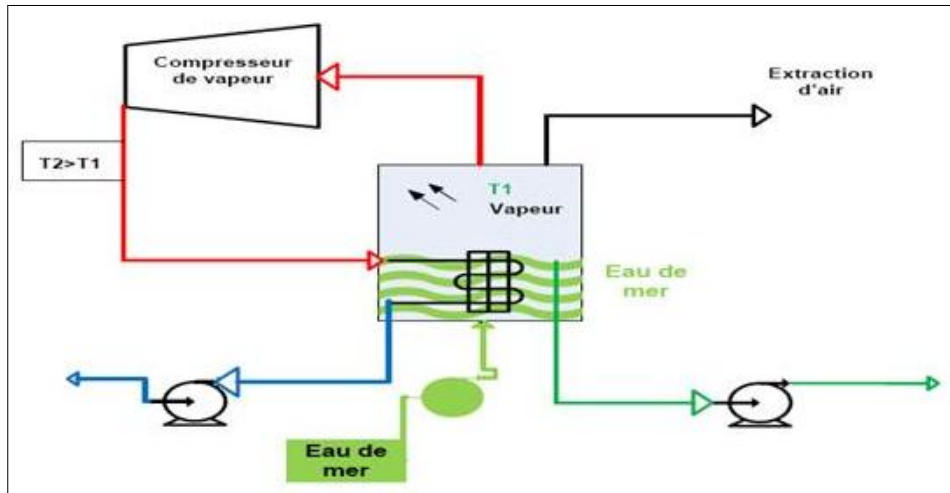 Compresseur
de vapeur
Extraction
d'air
T2>T1
T1
Vapeur
Eau de
mer
Eau de
mer